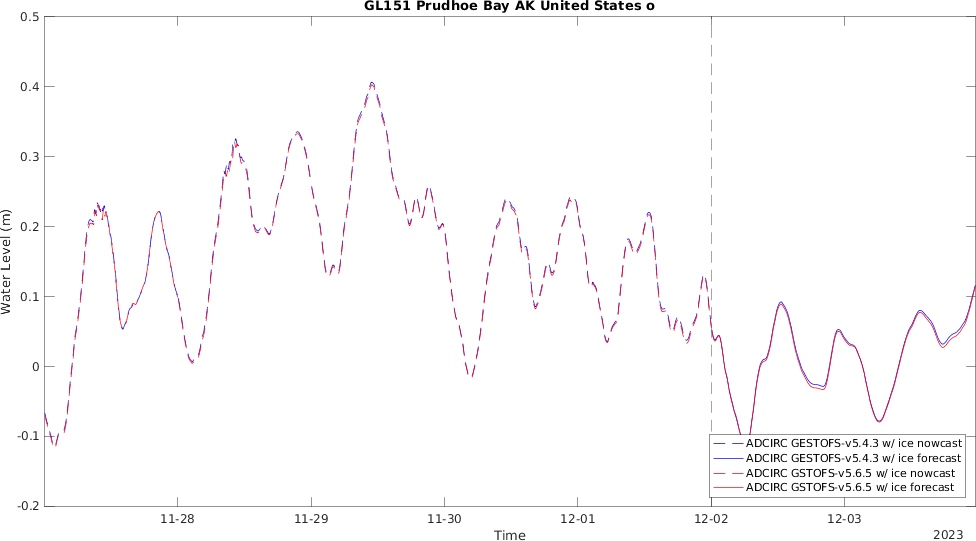 GL151 Prudhoe Bay AK United States o
0.5
0.4
0.3
0.2
0.1
0
-0.1
-0.2
Water Level (m)
11-28
11-29
11-30
12-01
12-02
12-03
Time
2023
ADCIRC GESTOFS-v5.4.3 w/ ice nowcast
ADCIRC GESTOFS-v5.4.3 w/ ice forecast
ADCIRC GSTOFS-v5.6.5 w/ ice nowcast
ADCIRC GSTOFS-v5.6.5 w/ ice forecast